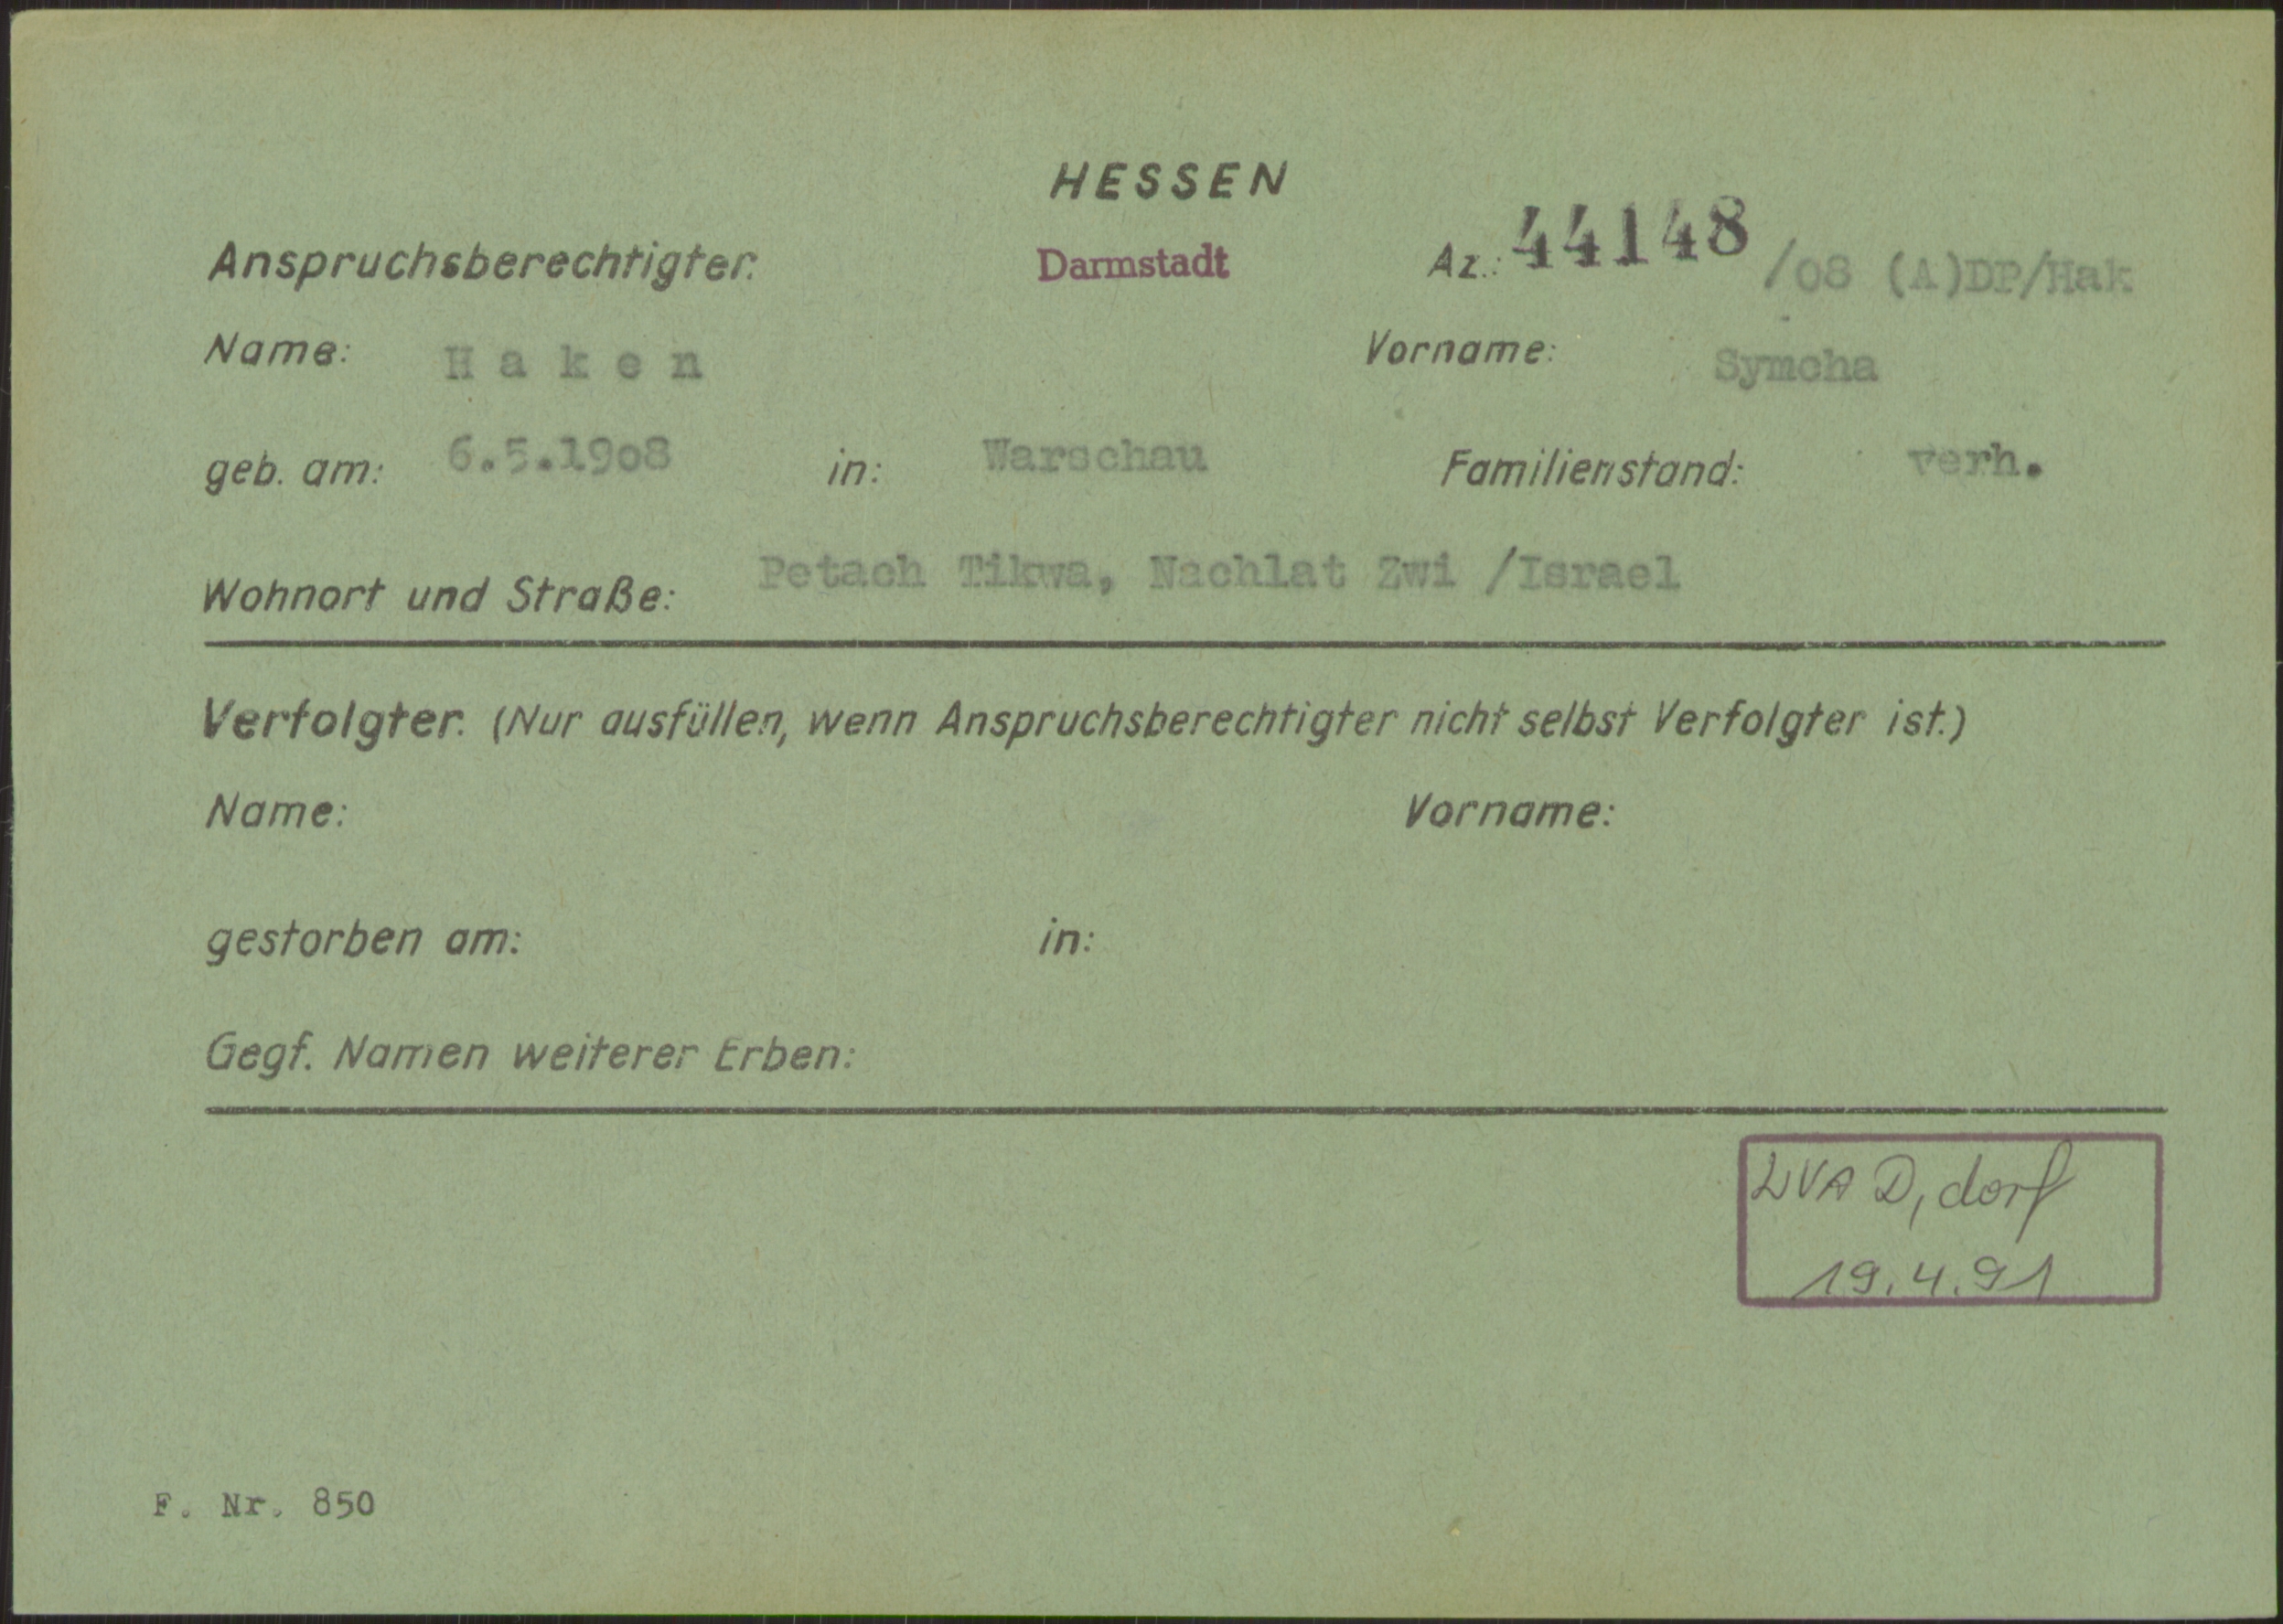 HESSEN
Anspruchsberechtigter: Darmstadt Az.: 44148 /08 (A)DP/Hak
Name: Haken Vorname: Symcha
geb. am: 6.5.1908 in: Warschau Familienstand: verh.
Wohnort und Straße: Petach Tikwa, Nachlat Zwi /Israel
Verfolgter: (Nur ausfüllen, wenn Anspruchsberechtigter nicht selbst Verfolgter ist.)
Name: Vorname:
gestorben am: in:
Gegf. Namen weiterer Erben:
LVA D'dorf
19.4.91
F. Nr. 850